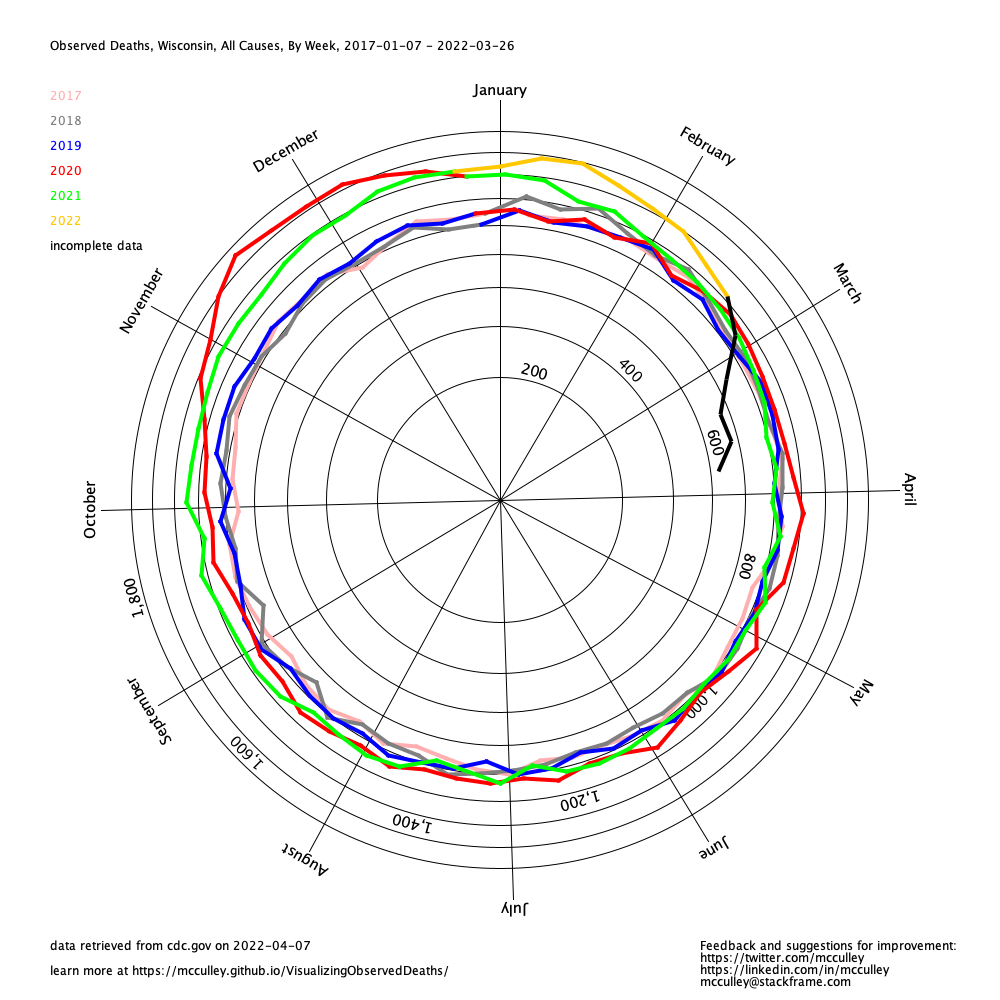 Observed Deaths, Wisconsin, All Causes, By Week, 2017-01-07 - 2022-03-26
2017
2018
2019
2020
2021
2022
incomplete data
January
February
March
April
May
June
July
August
September
October
November
December
200
400
600
800
1,000
1,200
1,400
1,600
1,800
data retrieved from cdc.gov on 2022-04-07
learn more at https://mcculley.github.io/VisualizingObservedDeaths/
Feedback and suggestions for improvement:
https://twitter.com/mcculley
https://linkedin.com/in/mcculley
mcculley@stackframe.com